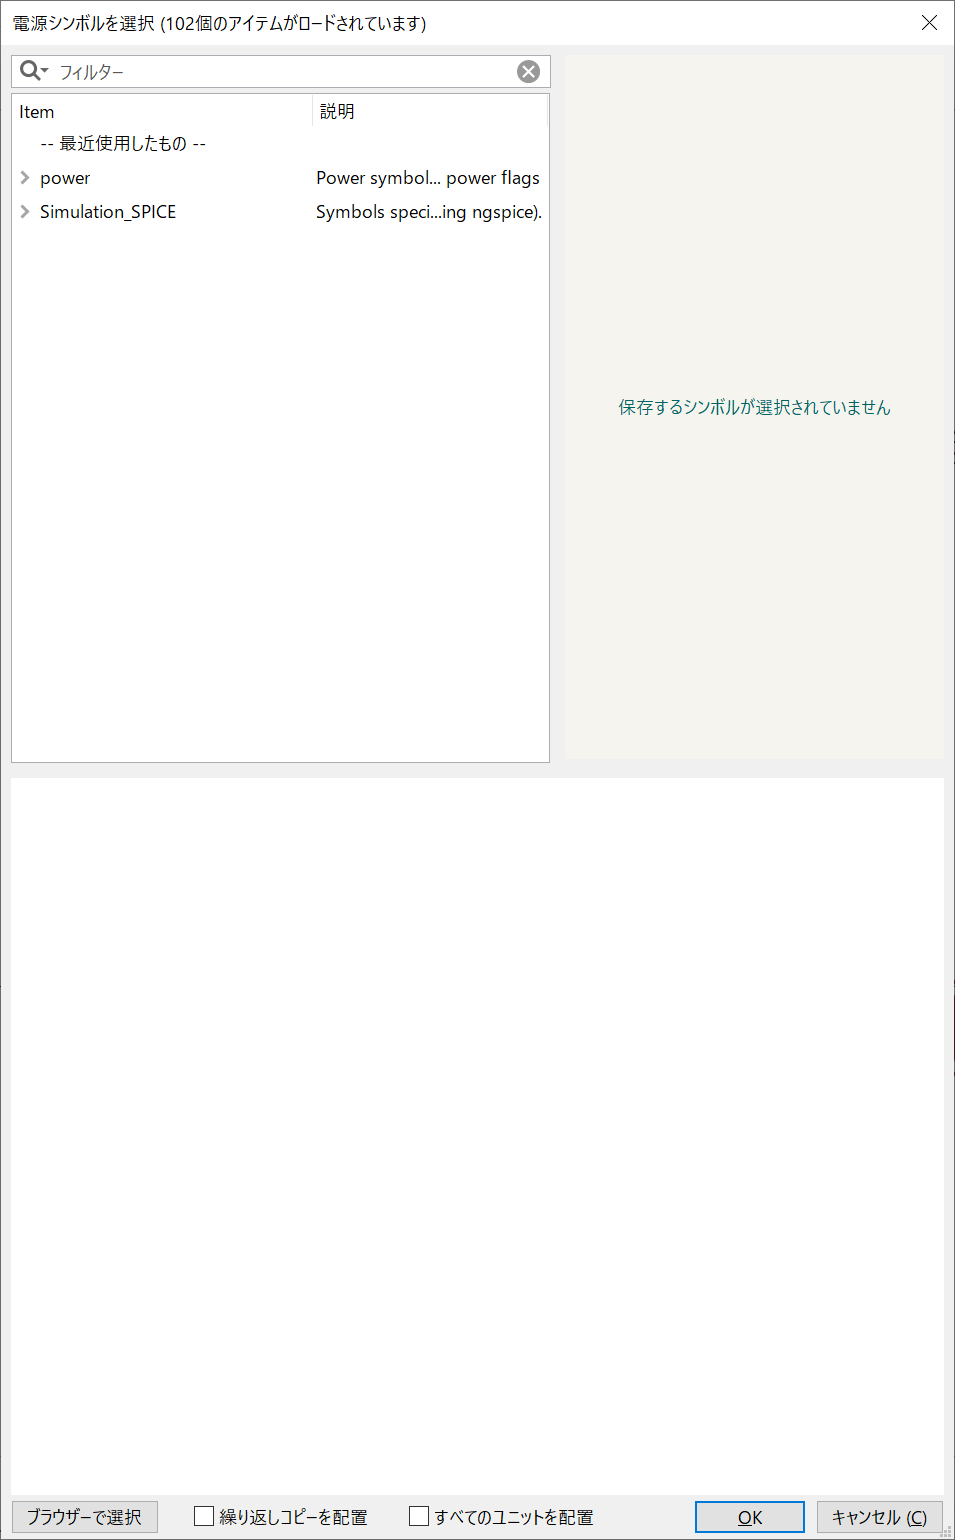 電源シンボルを選択 (102個のアイテムがロードされています)
フィルター
Item 説明
-- 最近使用したもの --
power Power symbol... power flags
Simulation_SPICE Symbols speci...ing ngspice).
保存するシンボルが選択されていません
ブラウザーで選択 繰り返しコピーを配置 すべてのユニットを配置 OK キャンセル (C)